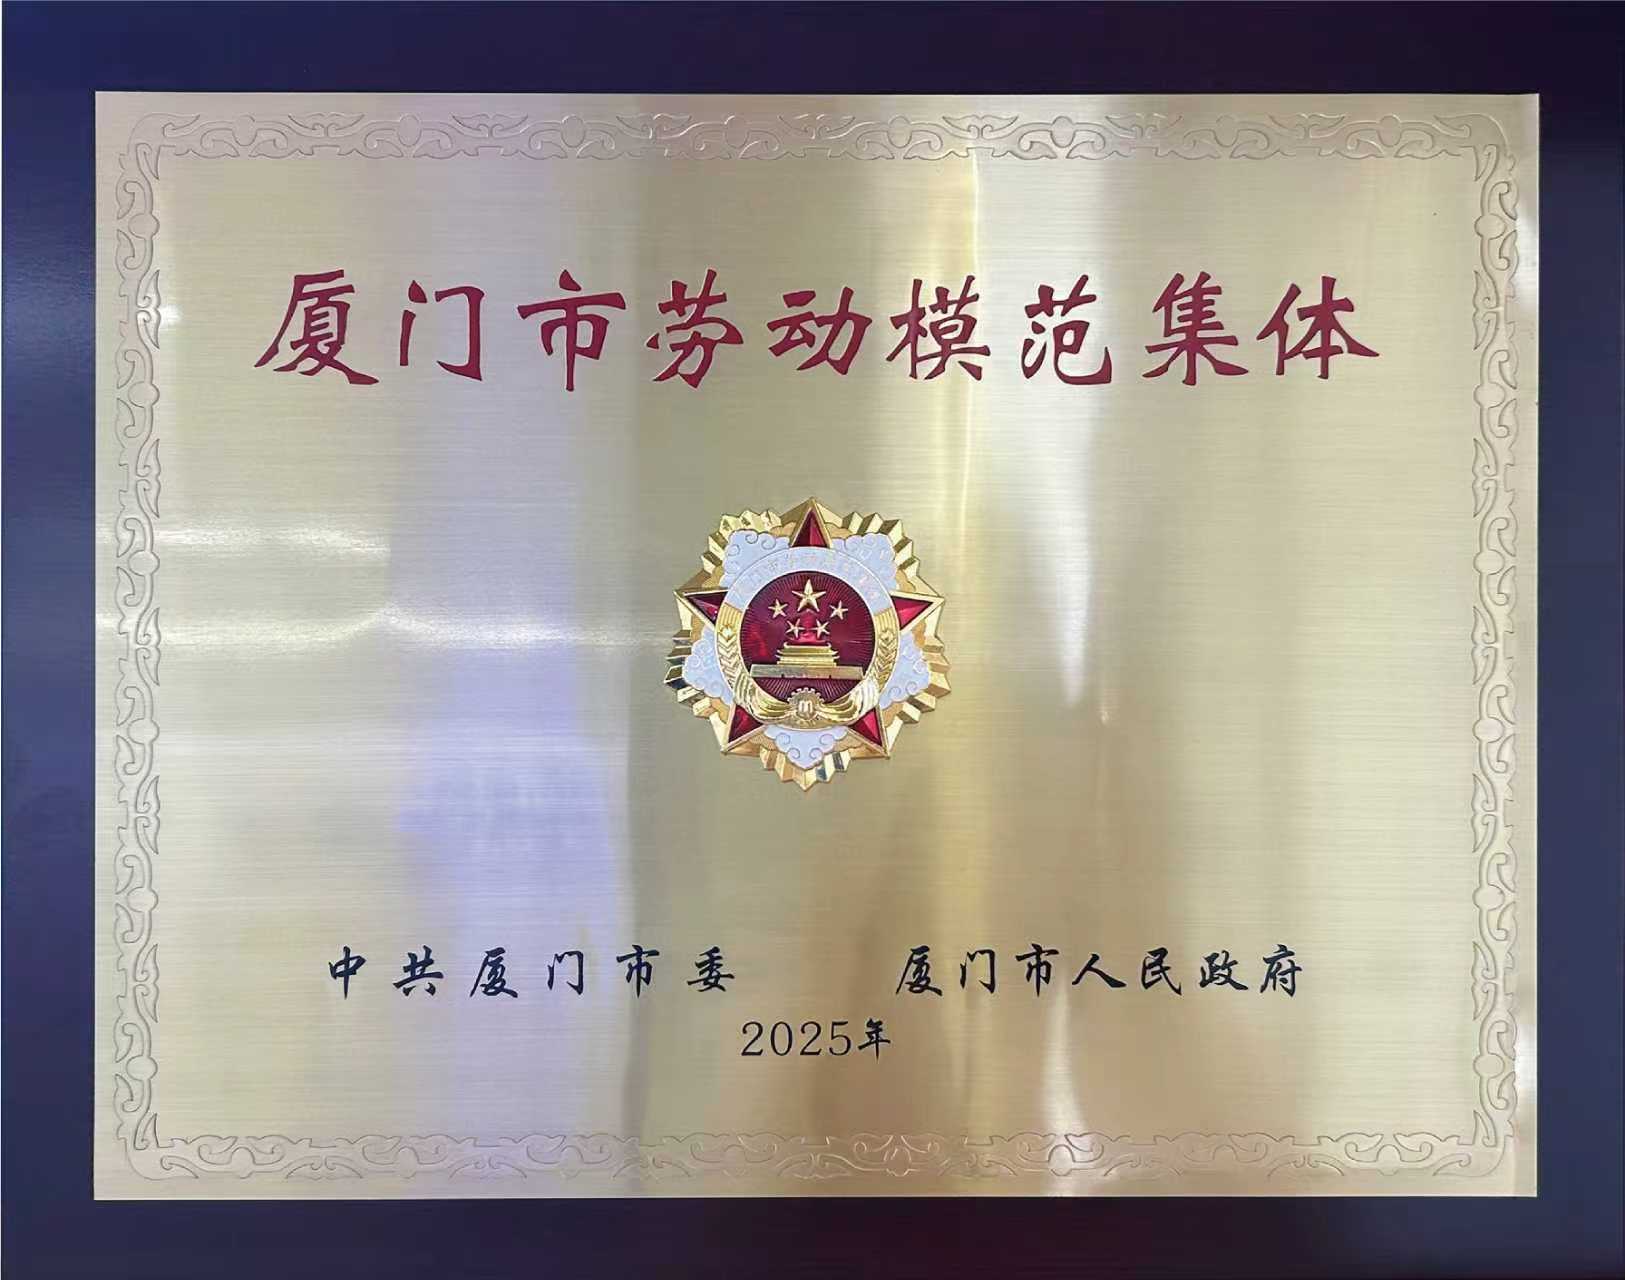 厦门市劳动模范集体
中共厦门市委 厦门市人民政府
2025年